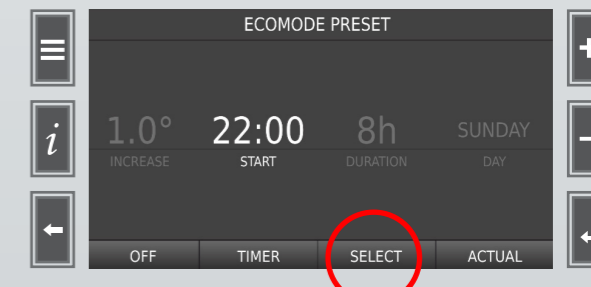 ECOMODE PRESET
1.0° 22:00 8h SUNDAY
INCREASE START DURATION DAY
i
OFF TIMER SELECT ACTUAL